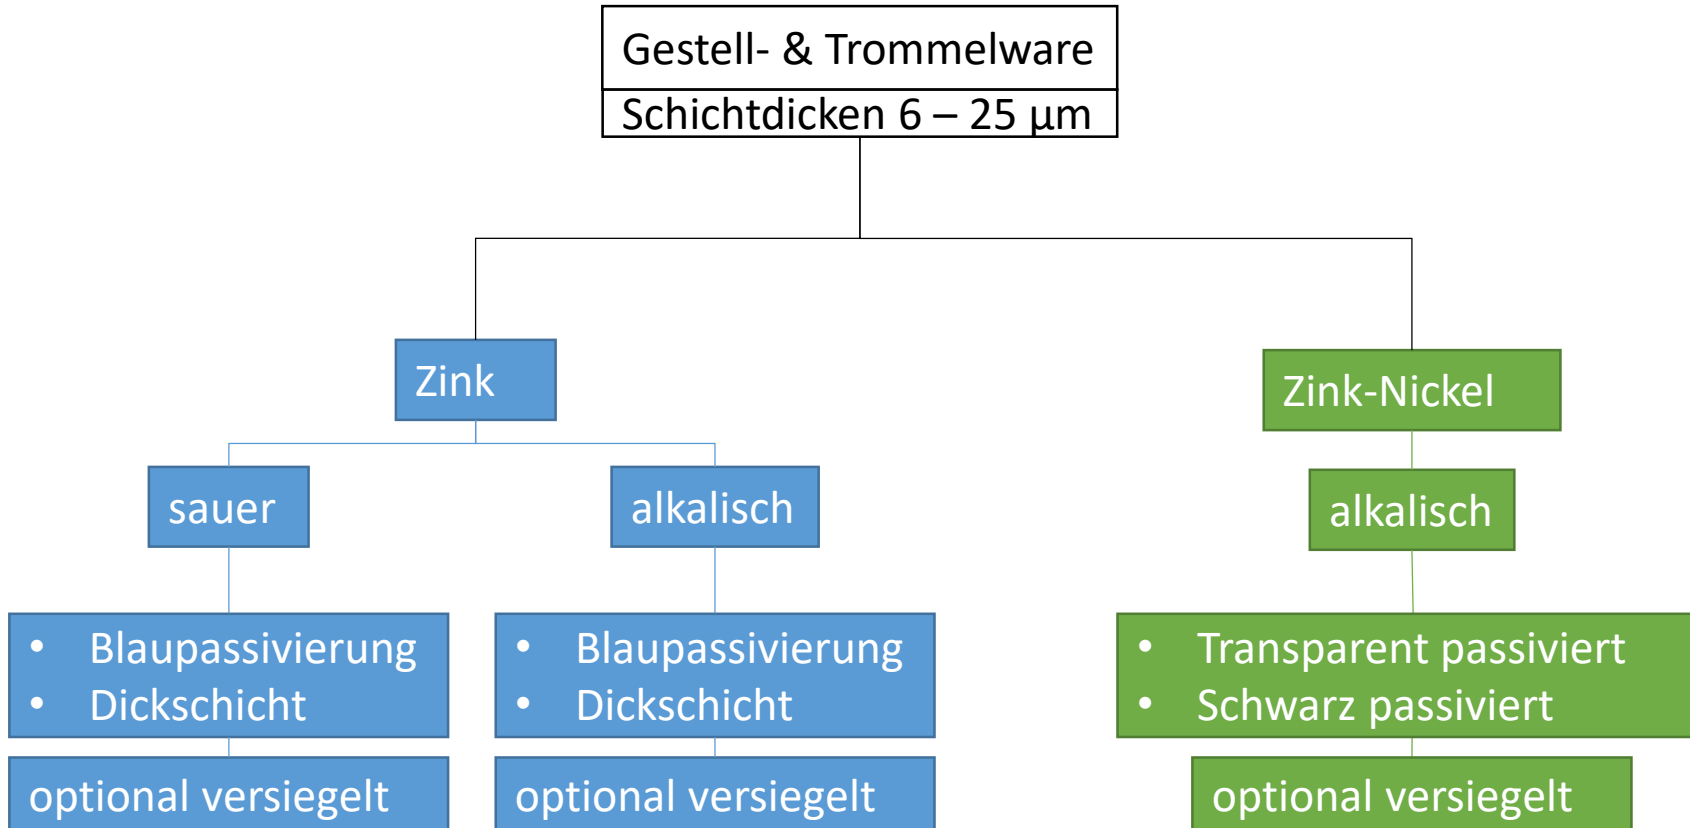 Gestell- & Trommelware
Schichtdicken 6 – 25 µm
Zink
Zink-Nickel
sauer
alkalisch
alkalisch
• Blaupassivierung
• Dickschicht
optional versiegelt
• Blaupassivierung
• Dickschicht
optional versiegelt
• Transparent passiviert
• Schwarz passiviert
optional versiegelt